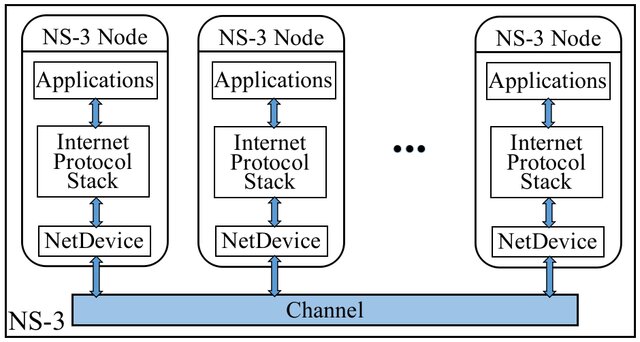 NS-3 Node
Applications
Internet
Protocol
Stack
NetDevice
NS-3 Node
Applications
Internet
Protocol
Stack
NetDevice
...
NS-3 Node
Applications
Internet
Protocol
Stack
NetDevice
Channel
NS-3